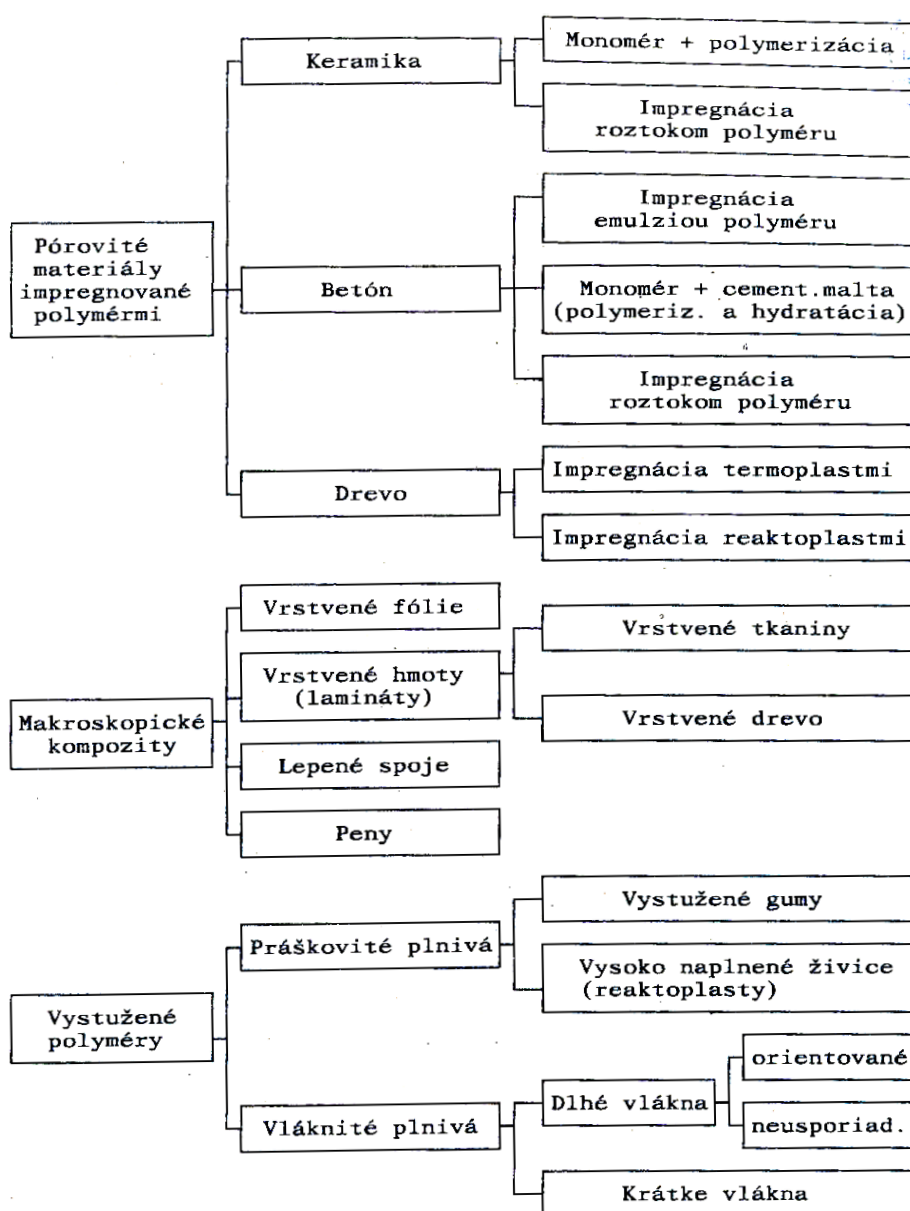 Keramika
Monomér + polymerizácia
Impregnácia
roztokom polyméru
Pórovité
materiály
impregnované
polymérmi
Betón
Impregnácia
emulziou polyméru
Monomér + cement.malta
(polymeriz. a hydratácia)
Impregnácia
roztokom polyméru
Drevo
Impregnácia termoplastmi
Impregnácia reaktoplastmi
Makroskopické
kompozity
Vrstvené fólie
Vrstvené hmoty
(lamináty)
Vrstvené tkaniny
Vrstvené drevo
Lepené spoje
Peny
Vystužené
polyméry
Práškovité plnivá
Vystužené gumy
Vysoko naplnené živice
(reaktoplasty)
Vláknité plnivá
Dlhé vlákna
orientované
neusporiad.
Krátke vlákna